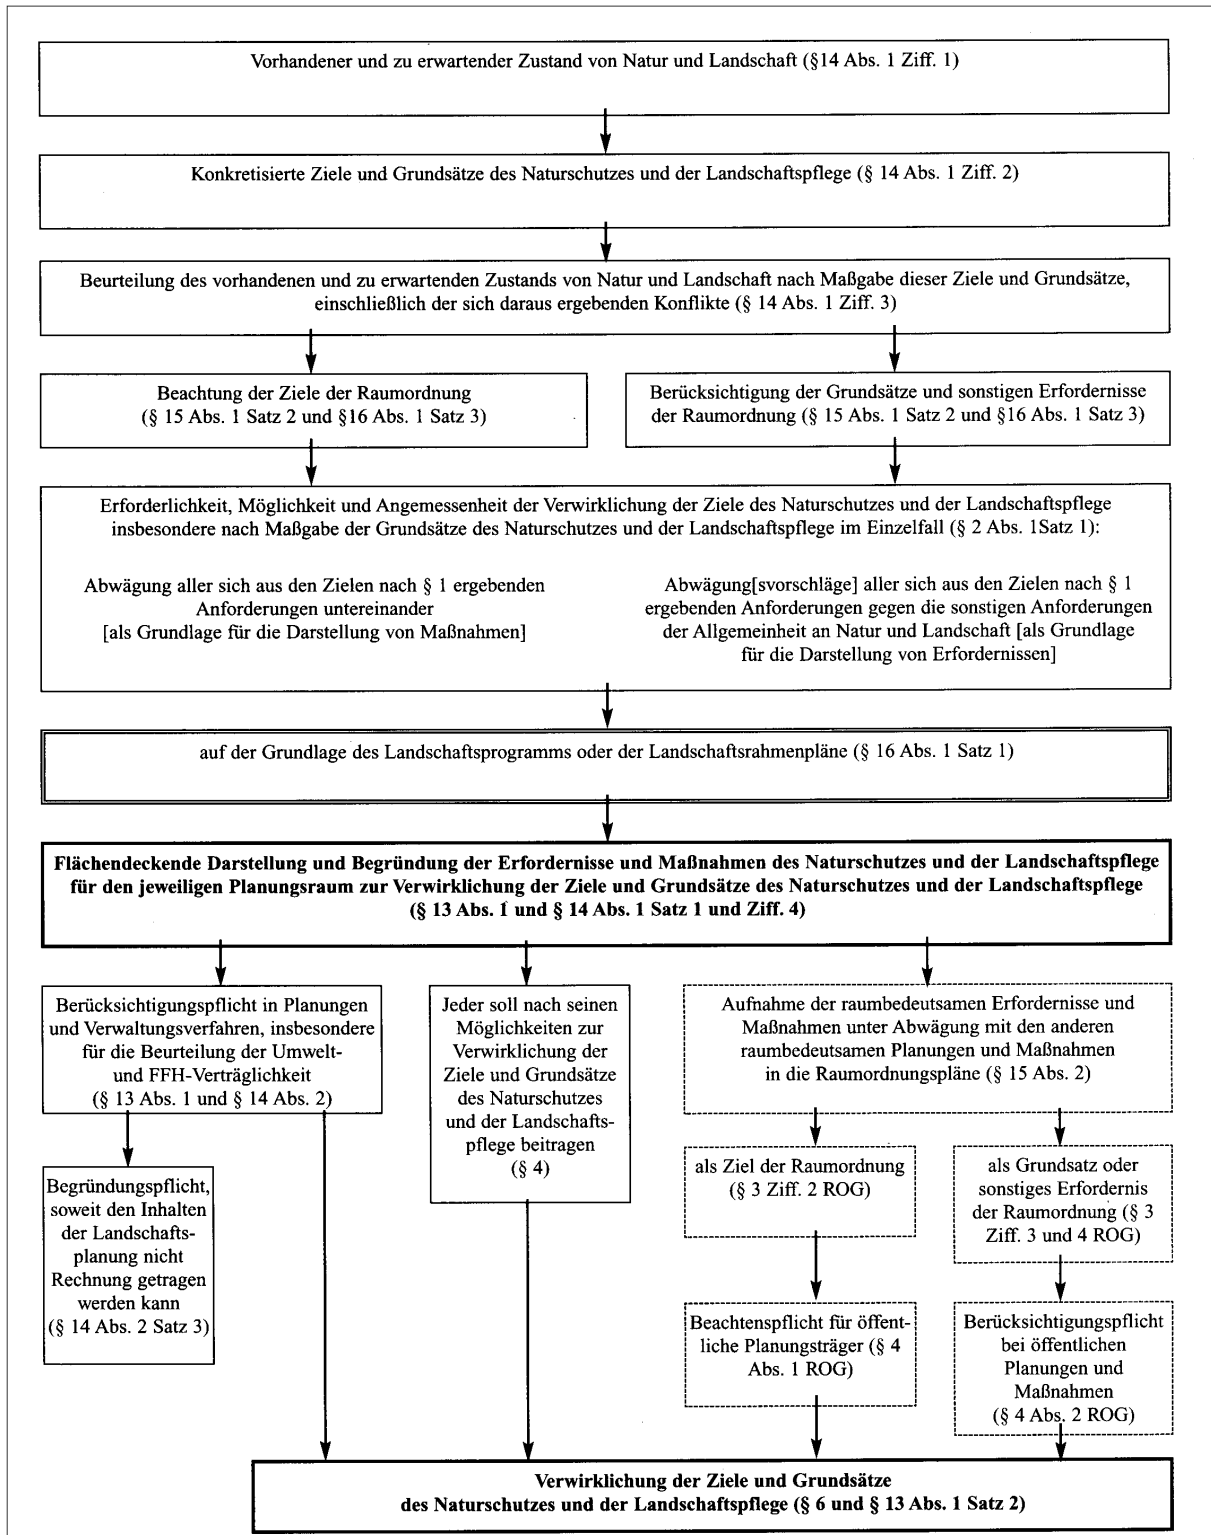 Vorhandener und zu erwartender Zustand von Natur und Landschaft (§14 Abs. 1 Ziff. 1)
Konkretisierte Ziele und Grundsätze des Naturschutzes und der Landschaftspflege (§ 14 Abs. 1 Ziff. 2)
Beurteilung des vorhandenen und zu erwartenden Zustands von Natur und Landschaft nach Maßgabe dieser Ziele und Grundsätze,
einschließlich der sich daraus ergebenden Konflikte (§ 14 Abs. 1 Ziff. 3)
Beachtung der Ziele der Raumordnung
(§ 15 Abs. 1 Satz 2 und §16 Abs. 1 Satz 3)
Berücksichtigung der Grundsätze und sonstigen Erfordernisse
der Raumordnung (§ 15 Abs. 1 Satz 2 und §16 Abs. 1 Satz 3)
Erforderlichkeit, Möglichkeit und Angemessenheit der Verwirklichung der Ziele des Naturschutzes und der Landschaftspflege
insbesondere nach Maßgabe der Grundsätze des Naturschutzes und der Landschaftspflege im Einzelfall (§ 2 Abs. 1Satz 1):
Abwägung aller sich aus den Zielen nach § 1 ergebenden
Anforderungen untereinander
[als Grundlage für die Darstellung von Maßnahmen]
Abwägung[svorschläge] aller sich aus den Zielen nach § 1
ergebenden Anforderungen gegen die sonstigen Anforderungen
der Allgemeinheit an Natur und Landschaft [als Grundlage
für die Darstellung von Erfordernissen]
auf der Grundlage des Landschaftsprogramms oder der Landschaftsrahmenpläne (§ 16 Abs. 1 Satz 1)
Flächendeckende Darstellung und Begründung der Erfordernisse und Maßnahmen des Naturschutzes und der Landschaftspflege
für den jeweiligen Planungsraum zur Verwirklichung der Ziele und Grundsätze des Naturschutzes und der Landschaftspflege
(§ 13 Abs. 1 und § 14 Abs. 1 Satz 1 und Ziff. 4)
Berücksichtigungspflicht in Planungen
und Verwaltungsverfahren, insbesondere
für die Beurteilung der Umwelt-
und FFH-Verträglichkeit
(§ 13 Abs. 1 und § 14 Abs. 2)
Begründungspflicht,
soweit den Inhalten
der Landschafts-
planung nicht
Rechnung getragen
werden kann
(§ 14 Abs. 2 Satz 3)
Jeder soll nach seinen
Möglichkeiten zur
Verwirklichung der
Ziele und Grundsätze
des Naturschutzes
und der Landschafts-
pflege beitragen
(§ 4)
Aufnahme der raumbedeutsamen Erfordernisse und
Maßnahmen unter Abwägung mit den anderen
raumbedeutsamen Planungen und Maßnahmen
in die Raumordnungspläne (§ 15 Abs. 2)
als Ziel der Raumordnung
(§ 3 Ziff. 2 ROG)
als Grundsatz oder
sonstiges Erfordernis
der Raumordnung (§ 3
Ziff. 3 und 4 ROG)
Beachtenspflicht für öffent-
liche Planungsträger (§ 4
Abs. 1 ROG)
Berücksichtigungspflicht
bei öffentlichen
Planungen und
Maßnahmen
(§ 4 Abs. 2 ROG)
Verwirklichung der Ziele und Grundsätze
des Naturschutzes und der Landschaftspflege (§ 6 und § 13 Abs. 1 Satz 2)